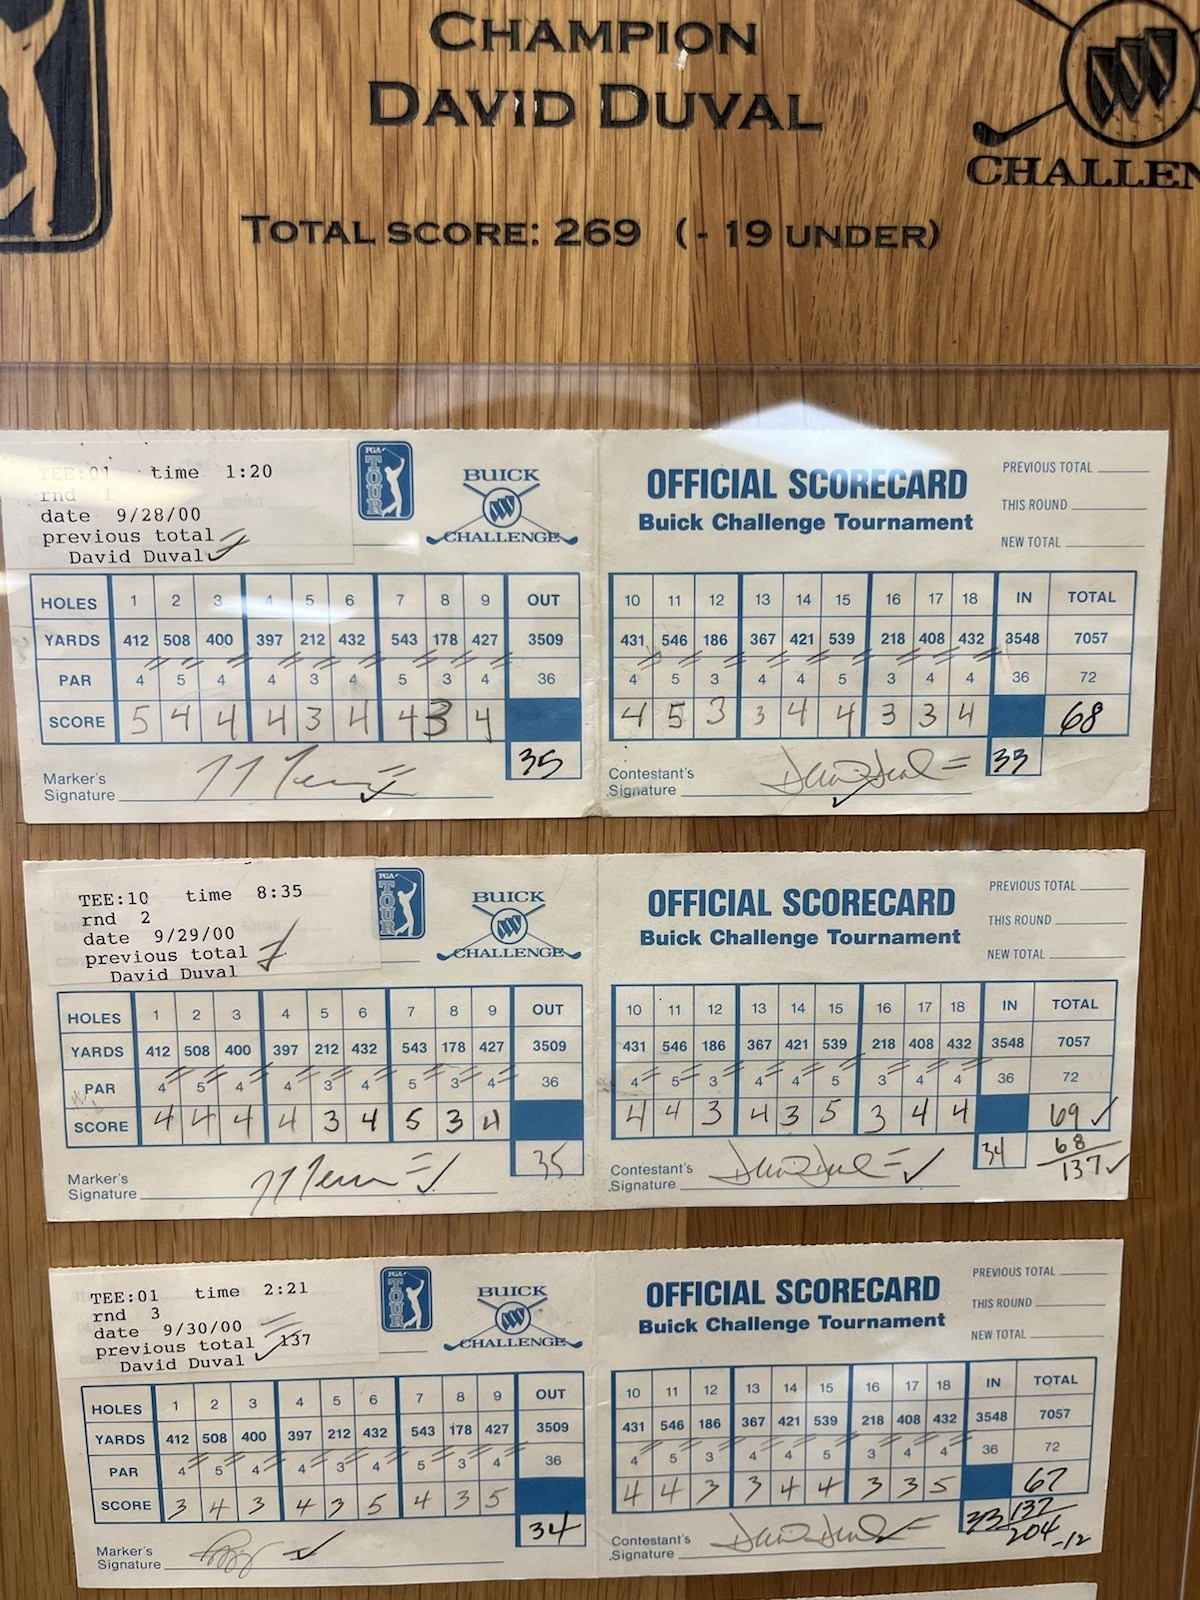 CHAMPION
DAVID DUVAL
CHALLEN
TOTAL SCORE: 269 (- 19 UNDER)
TEE:01 time 1:20
rnd 1
date 9/28/00
previous total
David Duval
PGA TOUR
BUICK
CHALLENGE
OFFICIAL SCORECARD
Buick Challenge Tournament
PREVIOUS TOTAL
THIS ROUND
NEW TOTAL
HOLES 1 2 3 4 5 6 7 8 9 OUT 10 11 12 13 14 15 16 17 18 IN TOTAL
YARDS 412 508 400 397 212 432 543 178 427 3509 431 546 186 367 421 539 218 408 432 3548 7057
PAR 4 5 4 4 3 4 5 3 4 36 4 5 3 4 4 5 3 4 4 36 72
SCORE 5 4 4 4 3 4 4 3 4 4 5 3 3 4 4 3 3 4 68
35 33
Marker's
Signature
Contestant's
Signature
TEE:10 time 8:35
rnd 2
date 9/29/00
previous total
David Duval
PGA TOUR
BUICK
CHALLENGE
OFFICIAL SCORECARD
Buick Challenge Tournament
PREVIOUS TOTAL
THIS ROUND
NEW TOTAL
HOLES 1 2 3 4 5 6 7 8 9 OUT 10 11 12 13 14 15 16 17 18 IN TOTAL
YARDS 412 508 400 397 212 432 543 178 427 3509 431 546 186 367 421 539 218 408 432 3548 7057
PAR 4 5 4 4 3 4 5 3 4 36 4 5 3 4 4 5 3 4 4 36 72
SCORE 4 4 4 4 3 4 5 3 4 4 4 3 4 3 5 3 4 4 69
35 34 68
137
Marker's
Signature
Contestant's
Signature
TEE:01 time 2:21
rnd 3
date 9/30/00
previous total 137
David Duval
PGA TOUR
BUICK
CHALLENGE
OFFICIAL SCORECARD
Buick Challenge Tournament
PREVIOUS TOTAL
THIS ROUND
NEW TOTAL
HOLES 1 2 3 4 5 6 7 8 9 OUT 10 11 12 13 14 15 16 17 18 IN TOTAL
YARDS 412 508 400 397 212 432 543 178 427 3509 431 546 186 367 421 539 218 408 432 3548 7057
PAR 4 5 4 4 3 4 5 3 4 36 4 5 3 4 4 5 3 4 4 36 72
SCORE 3 4 3 4 3 5 4 3 5 4 4 3 3 4 4 3 3 5 67
34 33 137
204 -12
Marker's
Signature
Contestant's
Signature